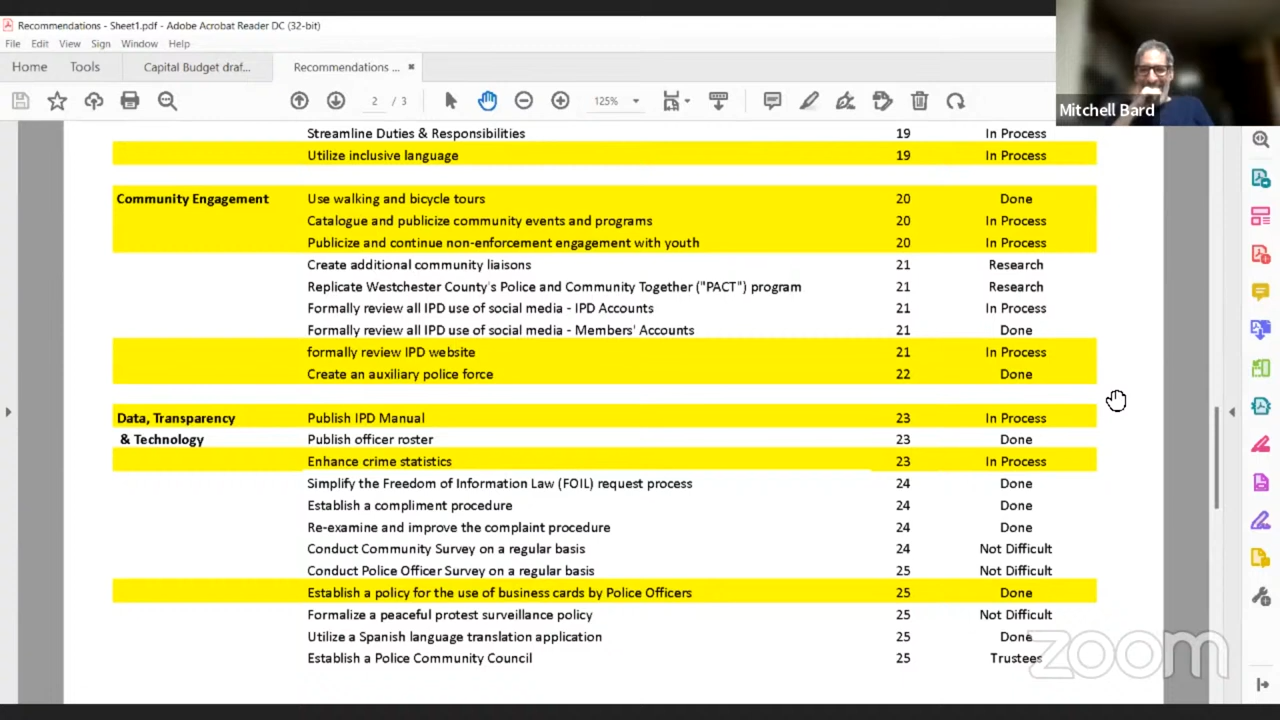 Recommendations - Sheet1.pdf - Adobe Acrobat Reader DC (32-bit)
File Edit View Sign Window Help
Home Tools Capital Budget draf... Recommendations ...
2 / 3 125%
Mitchell Bard
Streamline Duties & Responsibilities 19 In Process
Utilize inclusive language 19 In Process
Community Engagement Use walking and bicycle tours 20 Done
Catalogue and publicize community events and programs 20 In Process
Publicize and continue non-enforcement engagement with youth 20 In Process
Create additional community liaisons 21 Research
Replicate Westchester County's Police and Community Together ("PACT") program 21 Research
Formally review all IPD use of social media - IPD Accounts 21 In Process
Formally review all IPD use of social media - Members' Accounts 21 Done
formally review IPD website 21 In Process
Create an auxiliary police force 22 Done
Data, Transparency Publish IPD Manual 23 In Process
& Technology Publish officer roster 23 Done
Enhance crime statistics 23 In Process
Simplify the Freedom of Information Law (FOIL) request process 24 Done
Establish a compliment procedure 24 Done
Re-examine and improve the complaint procedure 24 Done
Conduct Community Survey on a regular basis 24 Not Difficult
Conduct Police Officer Survey on a regular basis 25 Not Difficult
Establish a policy for the use of business cards by Police Officers 25 Done
Formalize a peaceful protest surveillance policy 25 Not Difficult
Utilize a Spanish language translation application 25 Done
Establish a Police Community Council 25 Trustees
zoom